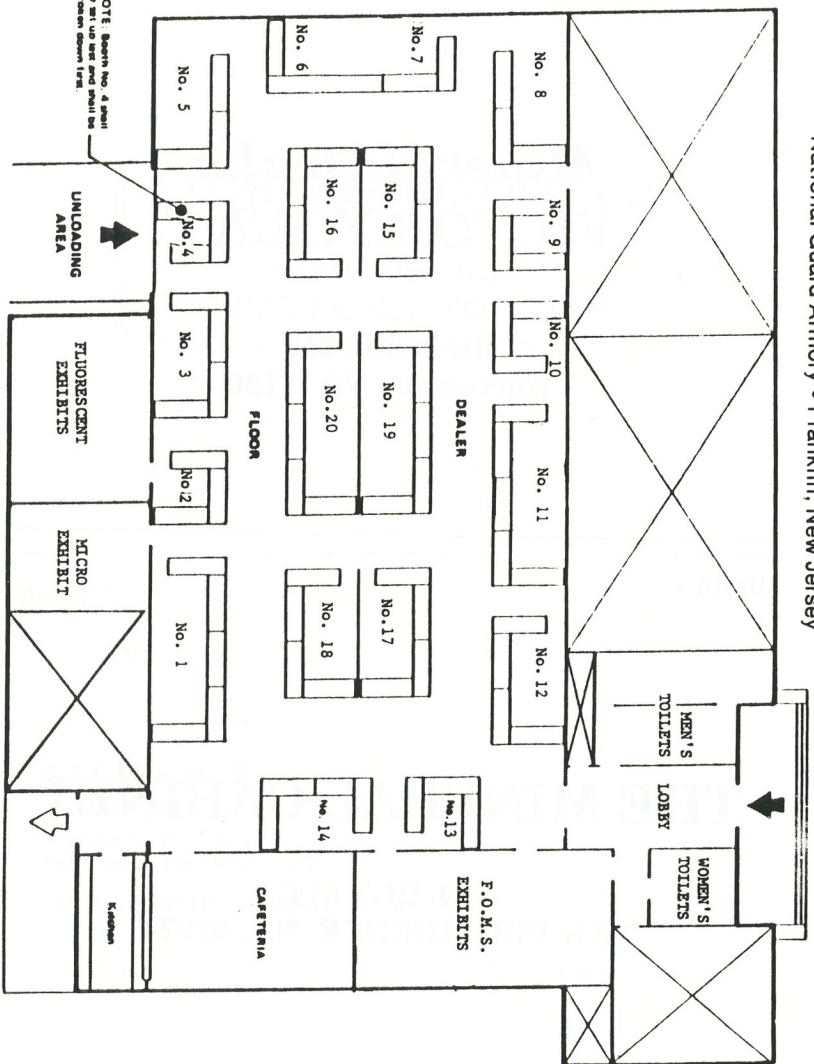 National Guard Armory • Franklin, New Jersey
MEN'S
TOILETS
LOBBY
WOMEN'S
TOILETS
No. 8
No. 9
No. 10
No. 11
No. 12
DEALER
No.7
No. 6
No. 15
No. 16
No. 19
No.20
No.17
No. 18
No.13
No. 14
F.O.M.S.
EXHIBITS
FLOOR
CAFETERIA
No. 5
No.4
No. 3
No.2
No. 1
Kitchen
UNLOADING
AREA
FLUORESCENT
EXHIBITS
MICRO
EXHIBIT
OTE: Booth No. 4 shall
set up last and shall be
oken down first.